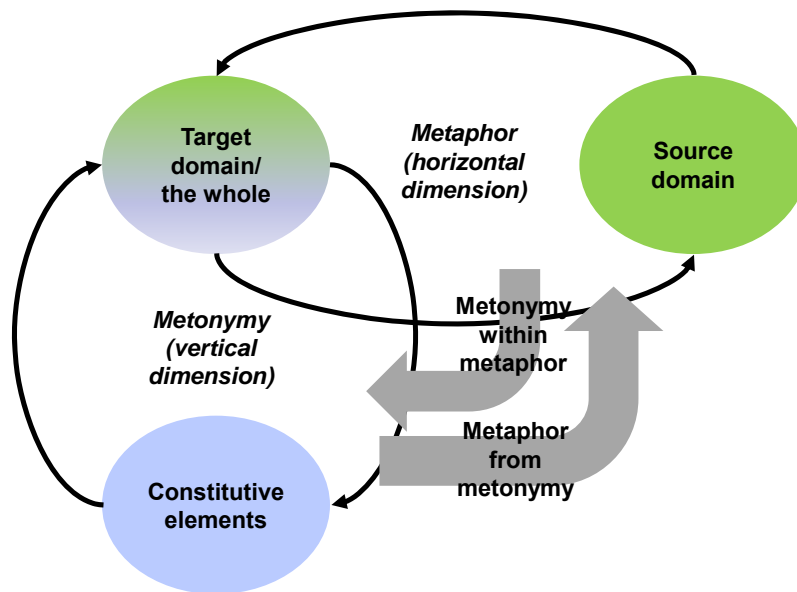 Target
domain/
the whole
Metaphor
(horizontal
dimension)
Source
domain
Metonymy
(vertical
dimension)
Metonymy
within
metaphor
Metaphor
from
metonymy
Constitutive
elements